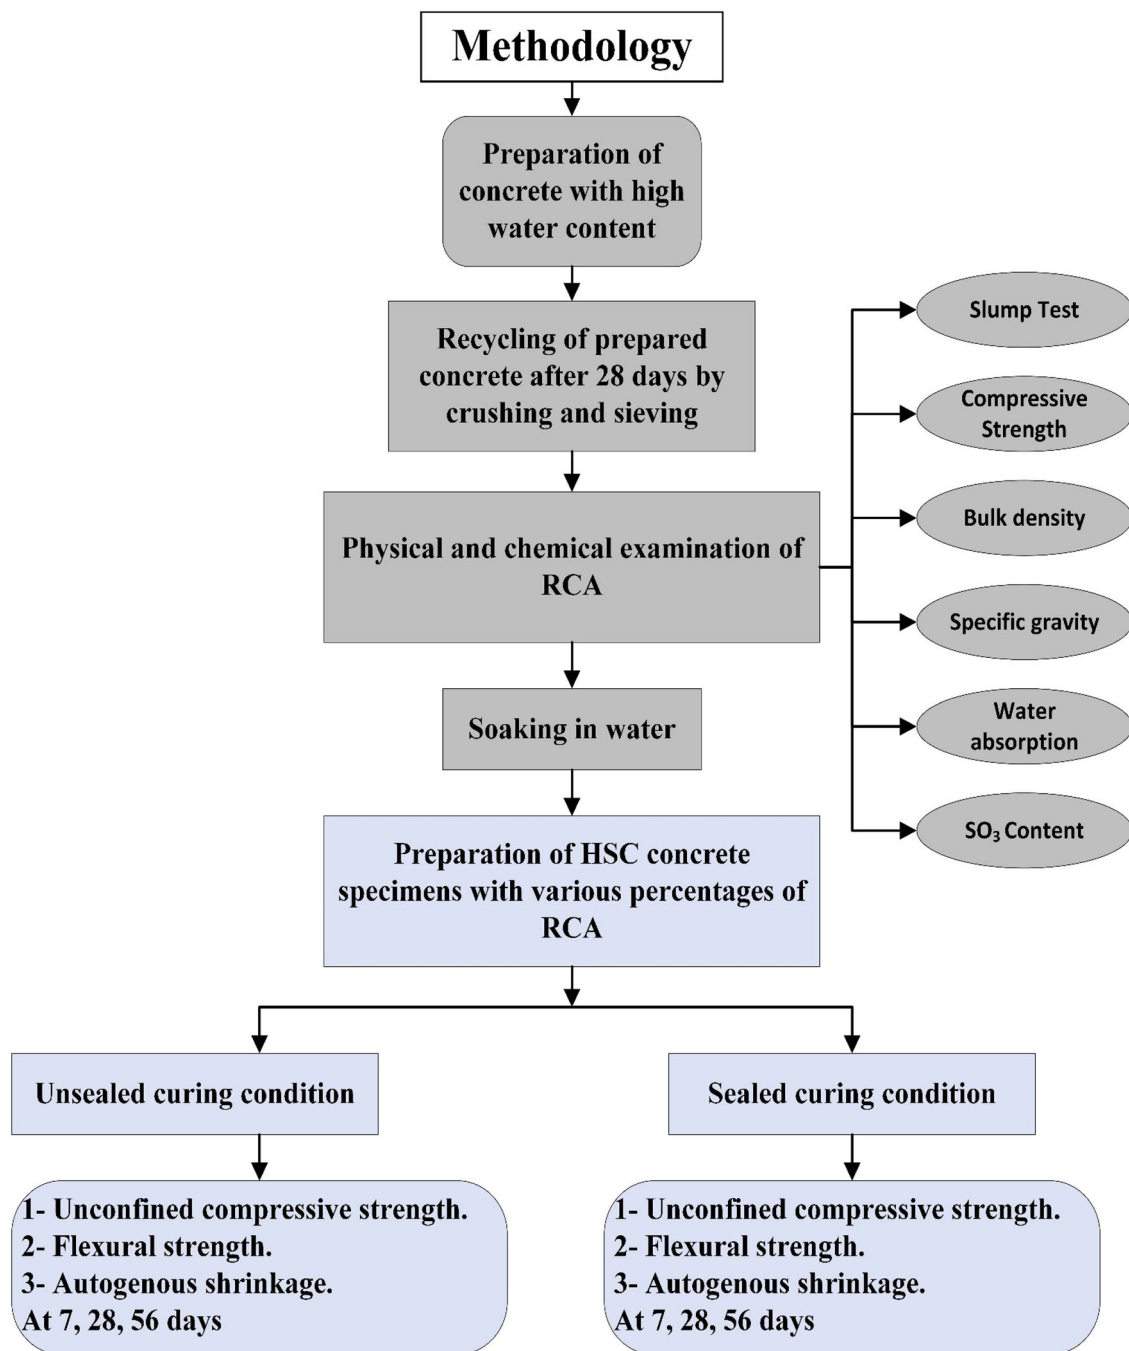 Methodology
Preparation of
concrete with high
water content
Recycling of prepared
concrete after 28 days by
crushing and sieving
Physical and chemical examination of
RCA
Slump Test
Compressive
Strength
Bulk density
Specific gravity
Water
absorption
SO₃ Content
Soaking in water
Preparation of HSC concrete
specimens with various percentages of
RCA
Unsealed curing condition
1- Unconfined compressive strength.
2- Flexural strength.
3- Autogenous shrinkage.
At 7, 28, 56 days
Sealed curing condition
1- Unconfined compressive strength.
2- Flexural strength.
3- Autogenous shrinkage.
At 7, 28, 56 days